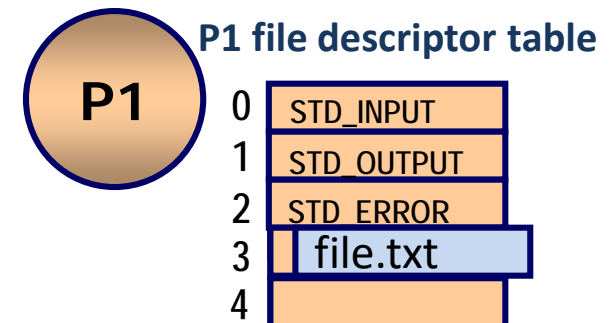 P1 file descriptor table
P1
0 STD_INPUT
1 STD_OUTPUT
2 STD_ERROR
3 file.txt
4